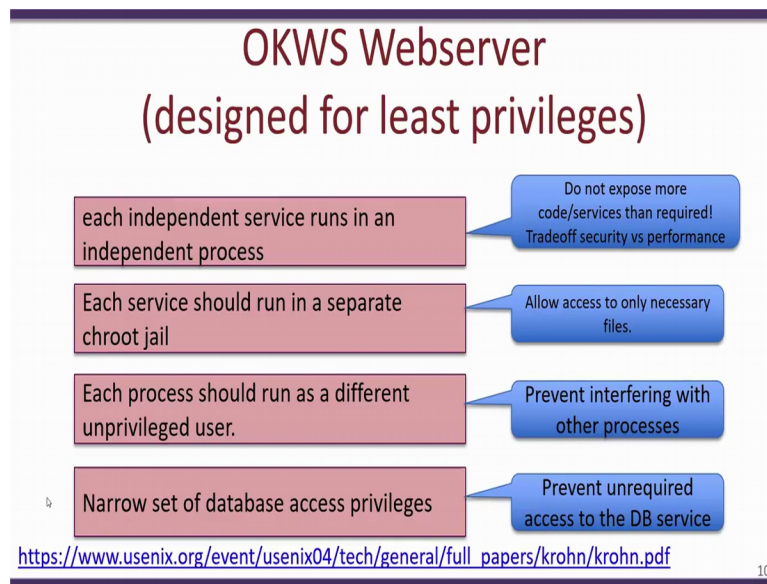 OKWS Webserver
(designed for least privileges)
each independent service runs in an
independent process
Do not expose more
code/services than required!
Tradeoff security vs performance
Each service should run in a separate
chroot jail
Allow access to only necessary
files.
Each process should run as a different
unprivileged user.
Prevent interfering with
other processes
Narrow set of database access privileges
Prevent unrequired
access to the DB service
https://www.usenix.org/event/usenix04/tech/general/full_papers/krohn/krohn.pdf